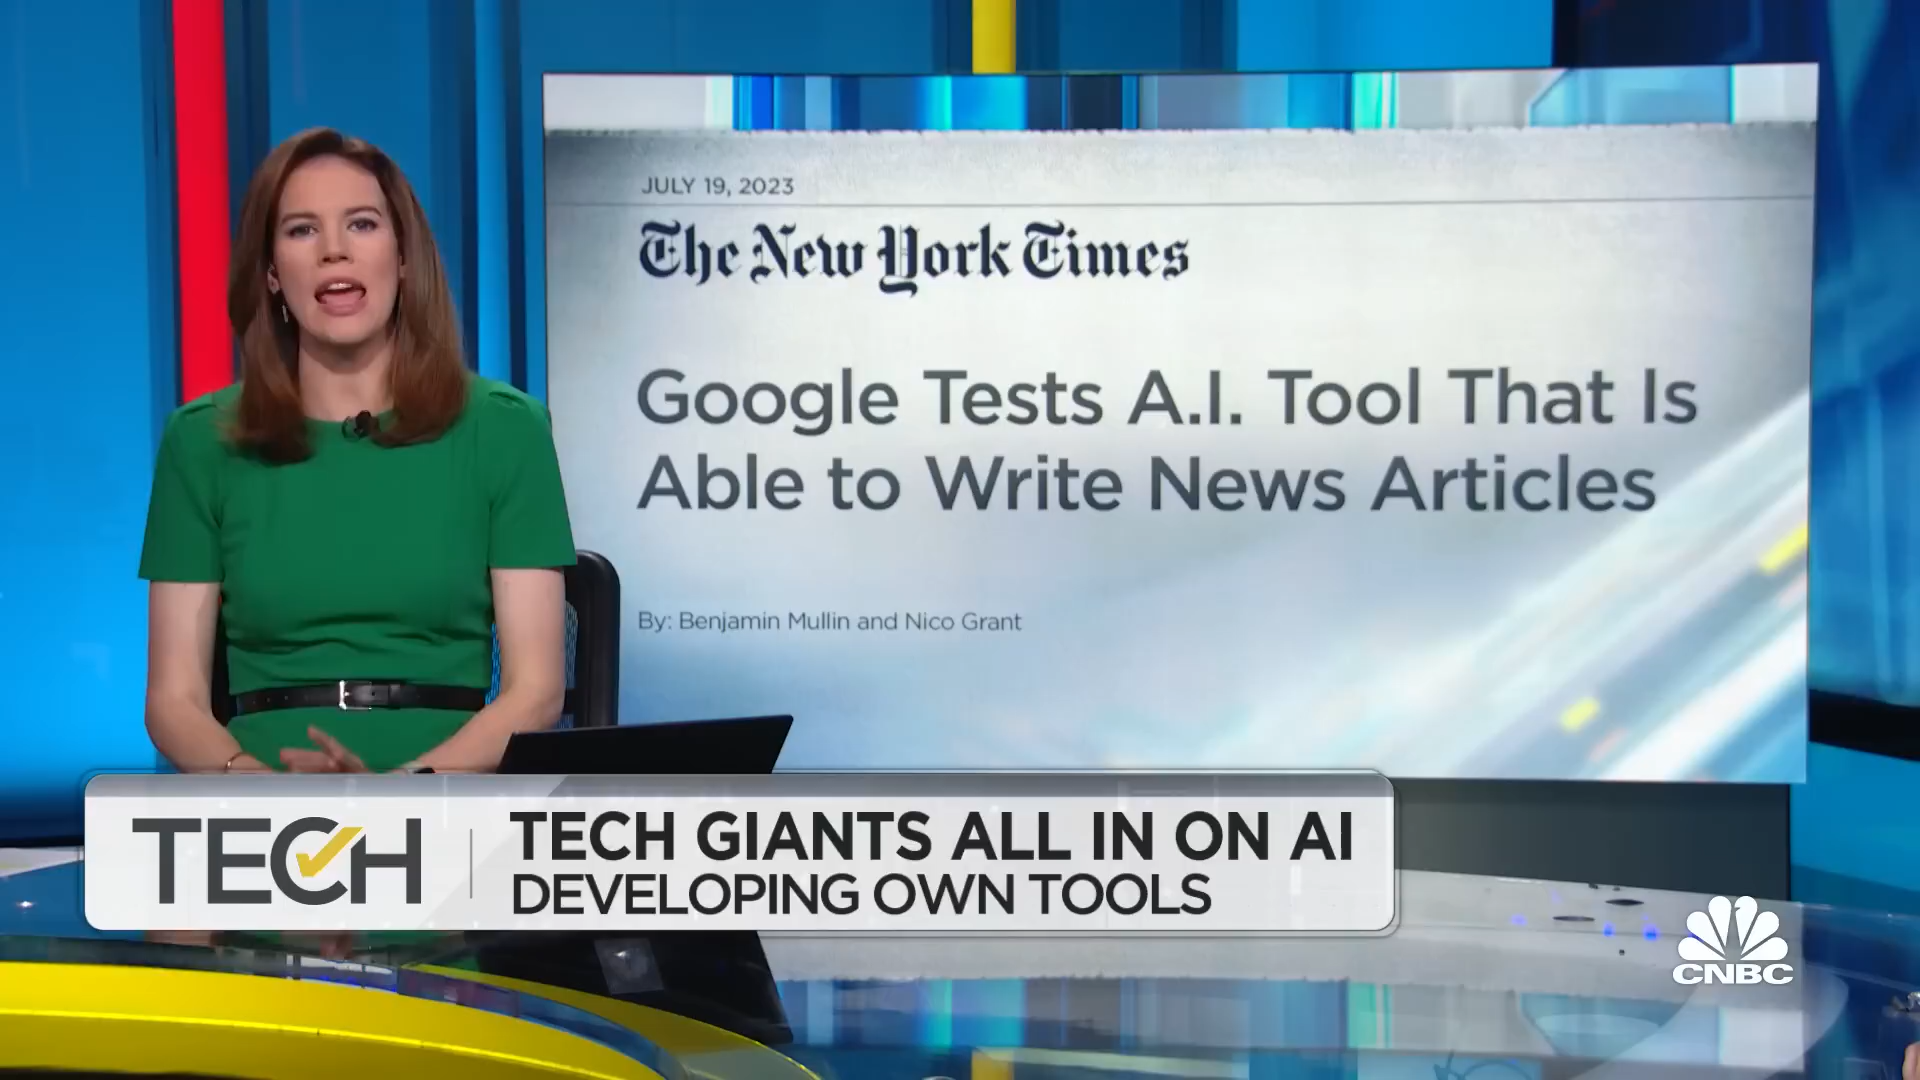 JULY 19, 2023
The New York Times
Google Tests A.I. Tool That Is
Able to Write News Articles
By: Benjamin Mullin and Nico Grant
TECH
TECH GIANTS ALL IN ON AI
DEVELOPING OWN TOOLS
CNBC